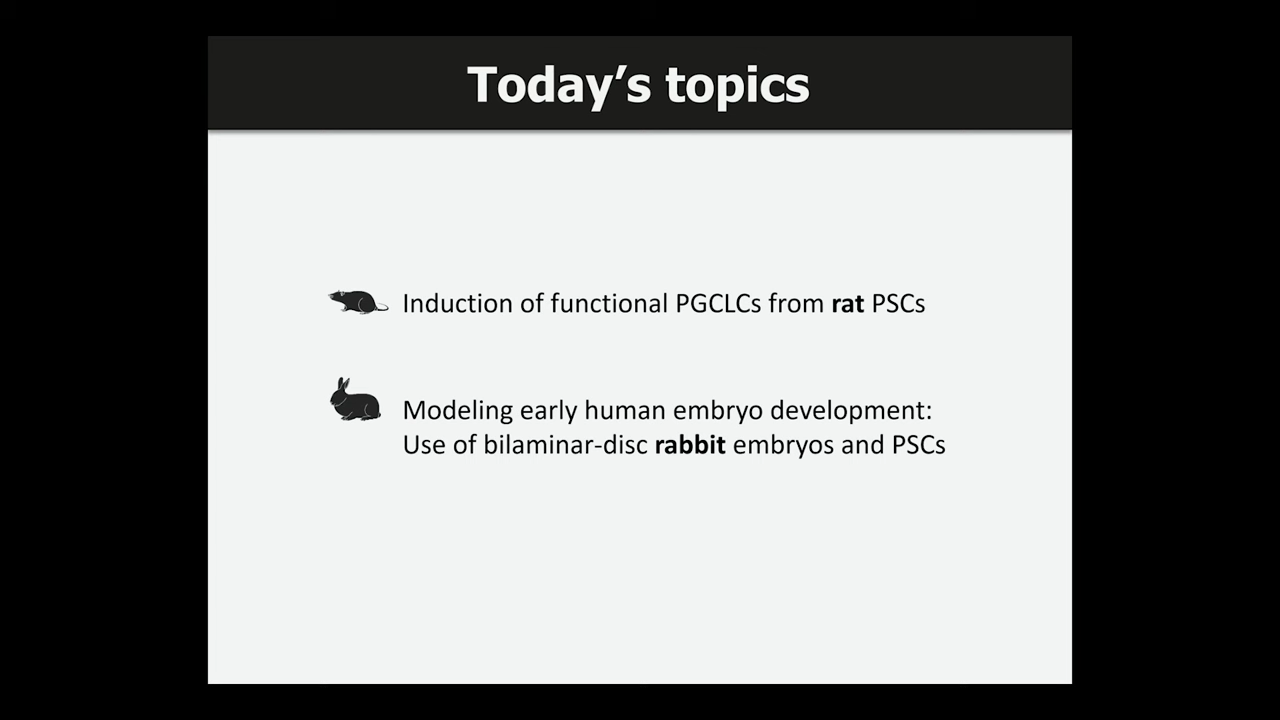 Today’s topics
Induction of functional PGCLCs from rat PSCs
Modeling early human embryo development:
Use of bilaminar-disc rabbit embryos and PSCs